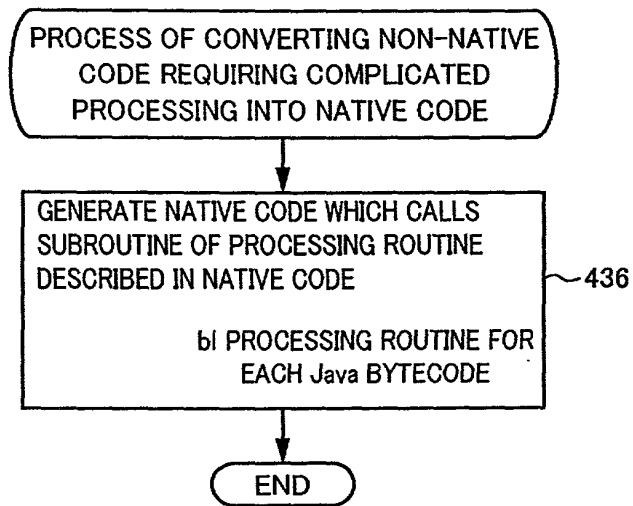 PROCESS OF CONVERTING NON-NATIVE
CODE REQUIRING COMPLICATED
PROCESSING INTO NATIVE CODE
GENERATE NATIVE CODE WHICH CALLS
SUBROUTINE OF PROCESSING ROUTINE
DESCRIBED IN NATIVE CODE
436
bl PROCESSING ROUTINE FOR
EACH Java BYTECODE
END